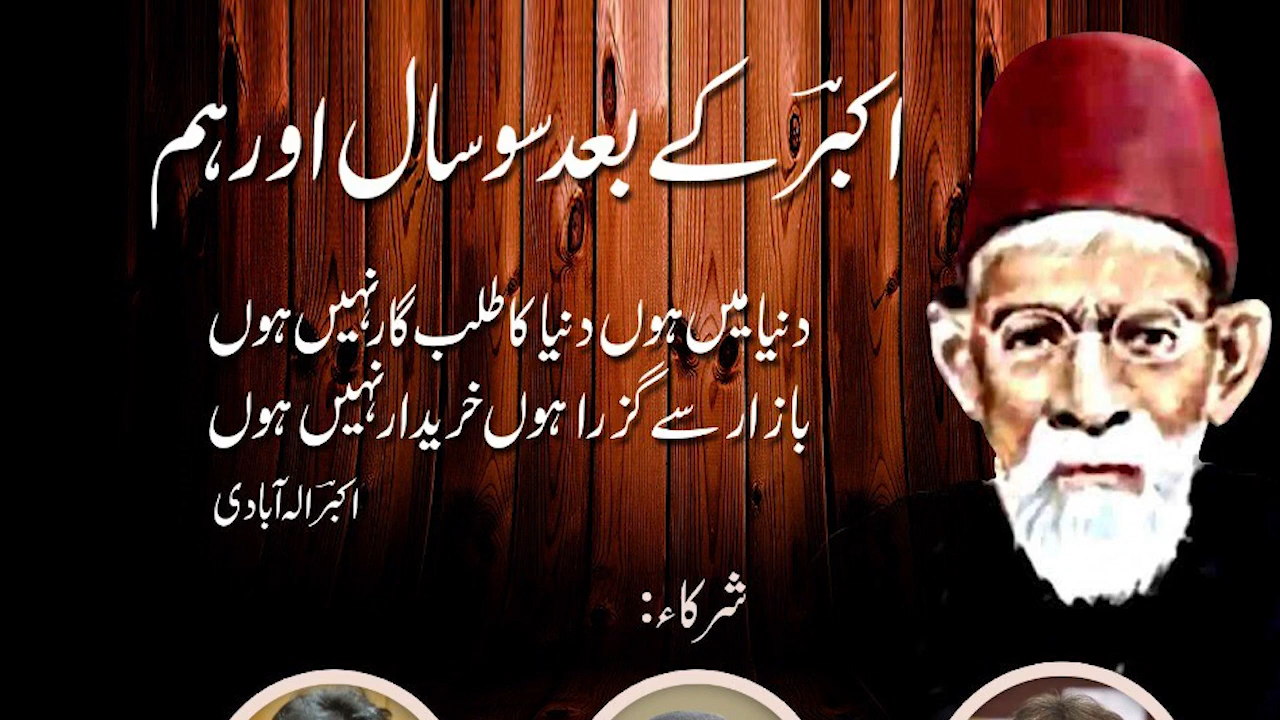 اکبرؔ کے بعد سو سال اور ہم
دنیا میں ہوں دنیا کا طلب گار نہیں ہوں
بازار سے گزرا ہوں خریدار نہیں ہوں
اکبرؔ الہ آبادی
شرکاء: